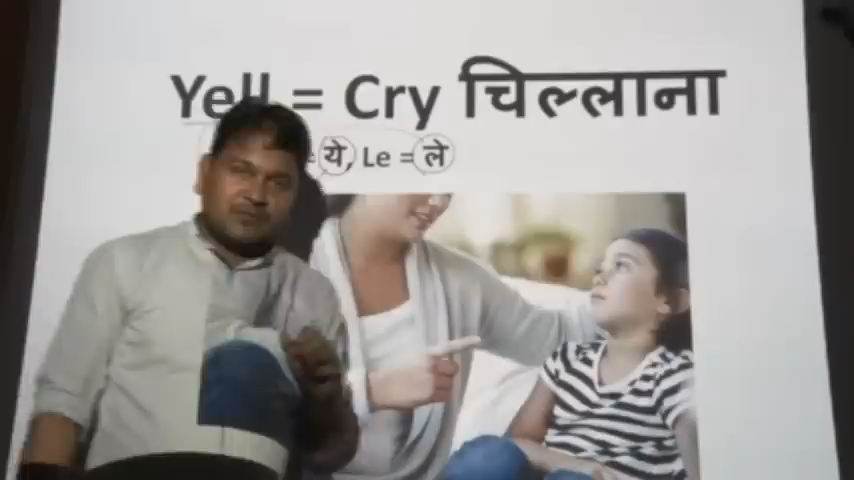 Yell = Cry चिल्लाना
= ये, Le = ले